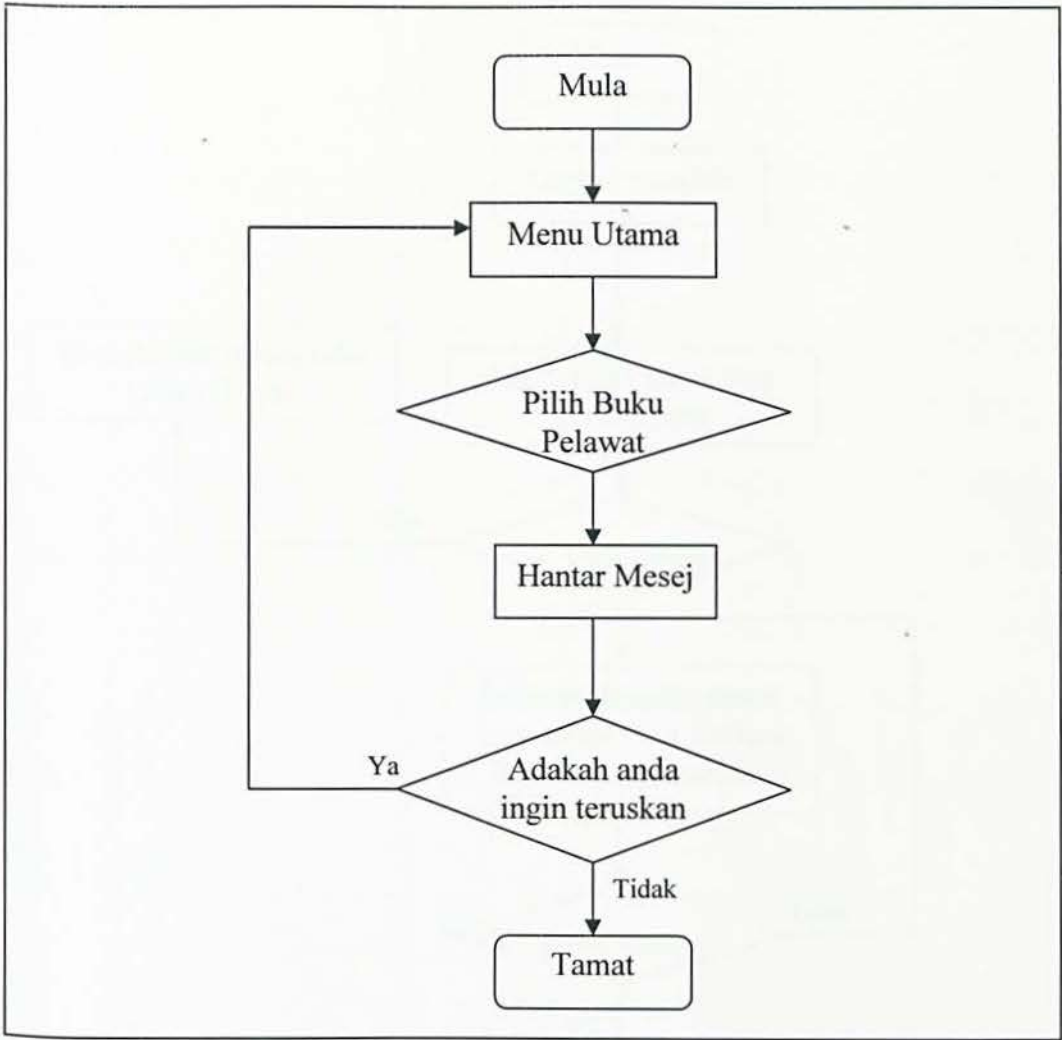 Mula
Menu Utama
Pilih Buku
Pelawat
Hantar Mesej
Adakah anda
ingin teruskan
Ya
Tidak
Tamat